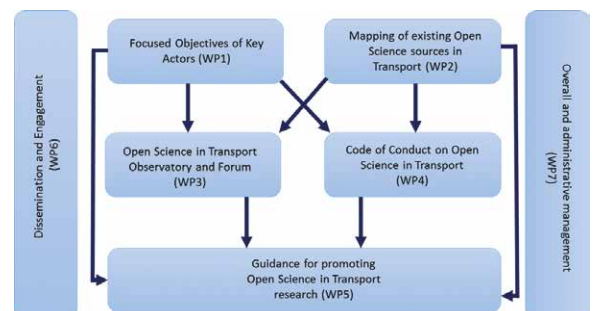 Dissemination and Engagement
(WP6)
Focused Objectives of Key
Actors (WP1)
Mapping of existing Open
Science sources in
Transport (WP2)
Open Science in Transport
Observatory and Forum
(WP3)
Code of Conduct on Open
Science in Transport
(WP4)
Guidance for promoting
Open Science in Transport
research (WP5)
Overall and administrative management
(WP7)